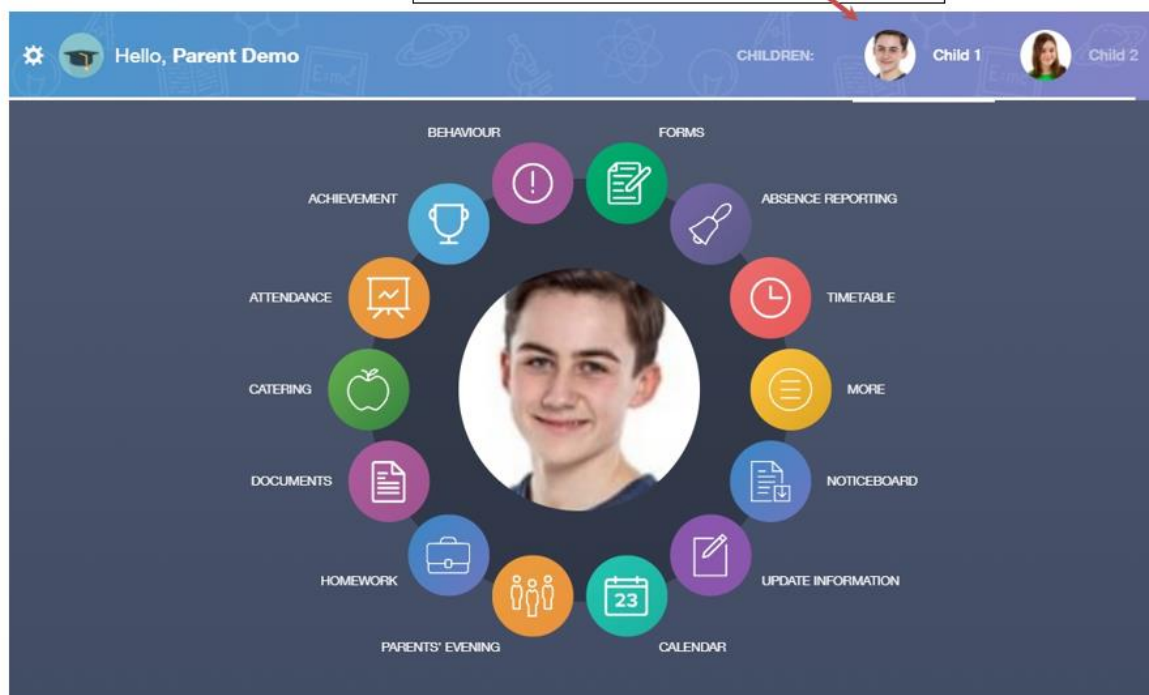 Hello, Parent Demo
CHILDREN:
Child 1
Child 2
BEHAVIOUR
FORMS
ACHIEVEMENT
ABSENCE REPORTING
ATTENDANCE
TIMETABLE
CATERING
MORE
DOCUMENTS
NOTICEBOARD
HOMEWORK
UPDATE INFORMATION
23
PARENTS' EVENING
CALENDAR